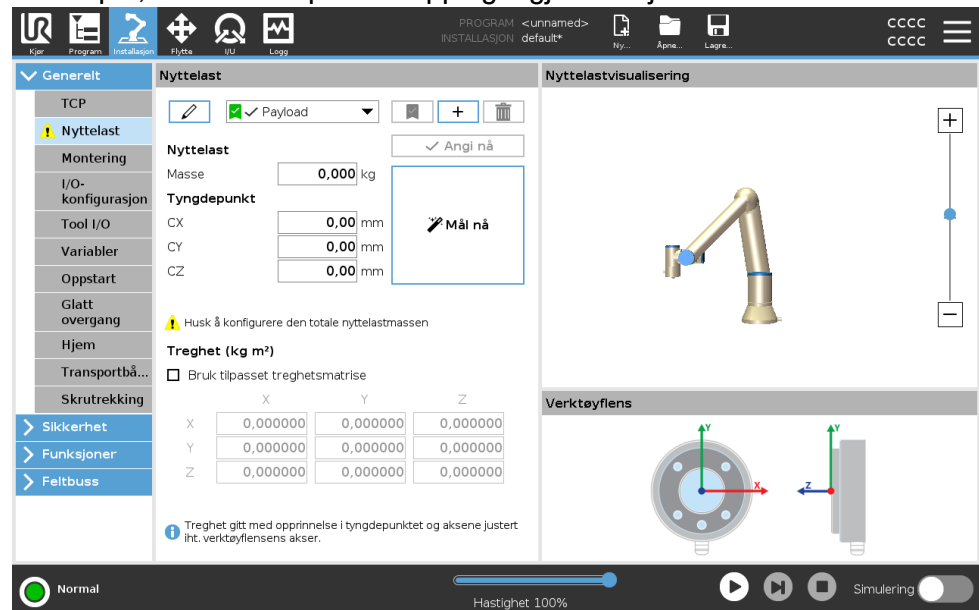 PROGRAM <unnamed>
INSTALLASJON default*
CCCC
CCCC
Kjør Program Installasjon Flytte I/U Logg Ny... Åpne... Lagre...
Generelt
TCP
Nyttelast
Montering
I/O-
konfigurasjon
Tool I/O
Variabler
Oppstart
Glatt
overgang
Hjem
Transportbå...
Skrutrekking
Sikkerhet
Funksjoner
Feltbuss
Nyttelast
Payload
Nyttelast
Angi nå
Masse 0,000 kg
Tyngdepunkt
CX 0,00 mm
CY 0,00 mm
CZ 0,00 mm
Mål nå
Husk å konfigurere den totale nyttelastmassen
Treghet (kg m²)
Bruk tilpasset treghetsmatrise
X Y Z
X 0,000000 0,000000 0,000000
Y 0,000000 0,000000 0,000000
Z 0,000000 0,000000 0,000000
Treghet gitt med opprinnelse i tyngdepunktet og aksene justert
iht. verktøyflensens akser.
Nyttelastvisualisering
Verktøyflens
Y Y
X Z
Normal
Hastighet 100%
Simulering